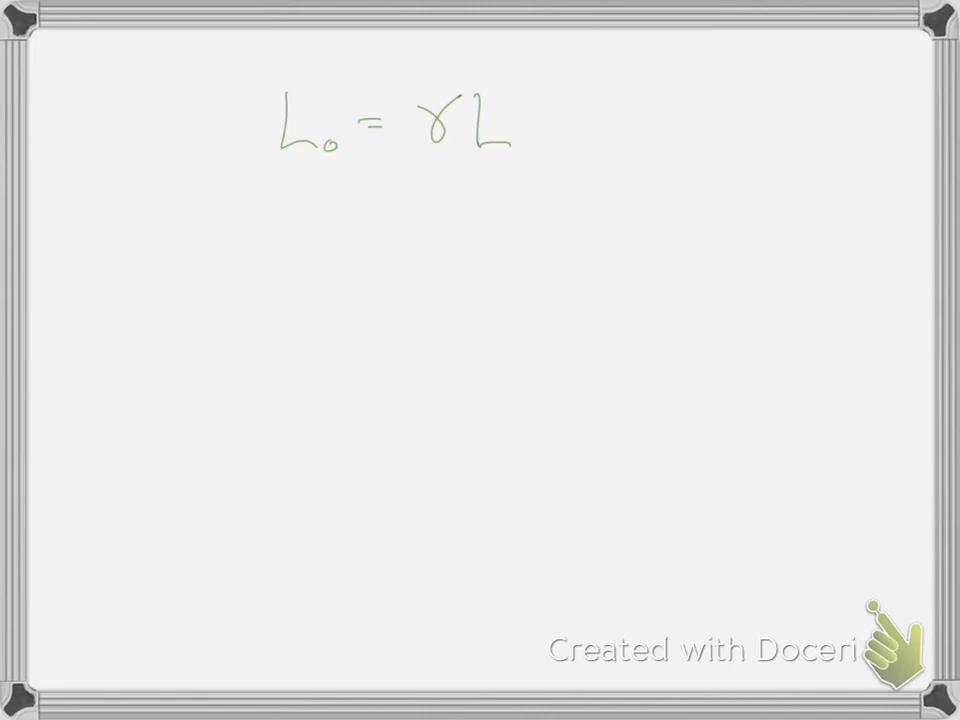 L₀ = γL
Created with Doceri